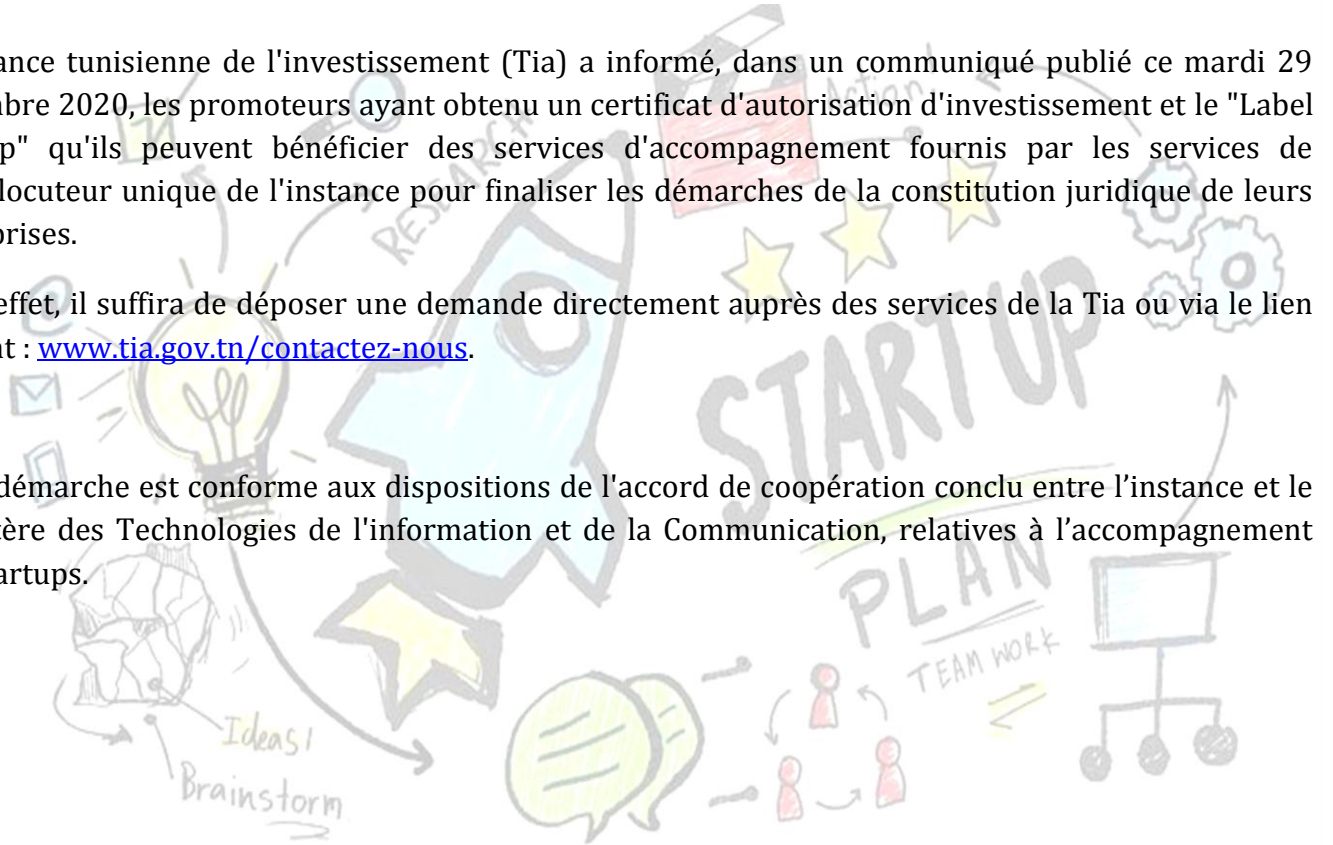 ance tunisienne de l'investissement (Tia) a informé, dans un communiqué publié ce mardi 29
bre 2020, les promoteurs ayant obtenu un certificat d'autorisation d'investissement et le "Label
p" qu'ils peuvent bénéficier des services d'accompagnement fournis par les services de
locuteur unique de l'instance pour finaliser les démarches de la constitution juridique de leurs
prises.
effet, il suffira de déposer une demande directement auprès des services de la Tia ou via le lien
nt : www.tia.gov.tn/contactez-nous.
démarche est conforme aux dispositions de l'accord de coopération conclu entre l’instance et le
tère des Technologies de l'information et de la Communication, relatives à l’accompagnement
artups.
Action
RESEARCH
@
START UP
PLAN
TEAM WORK
Ideas!
Brainstorm